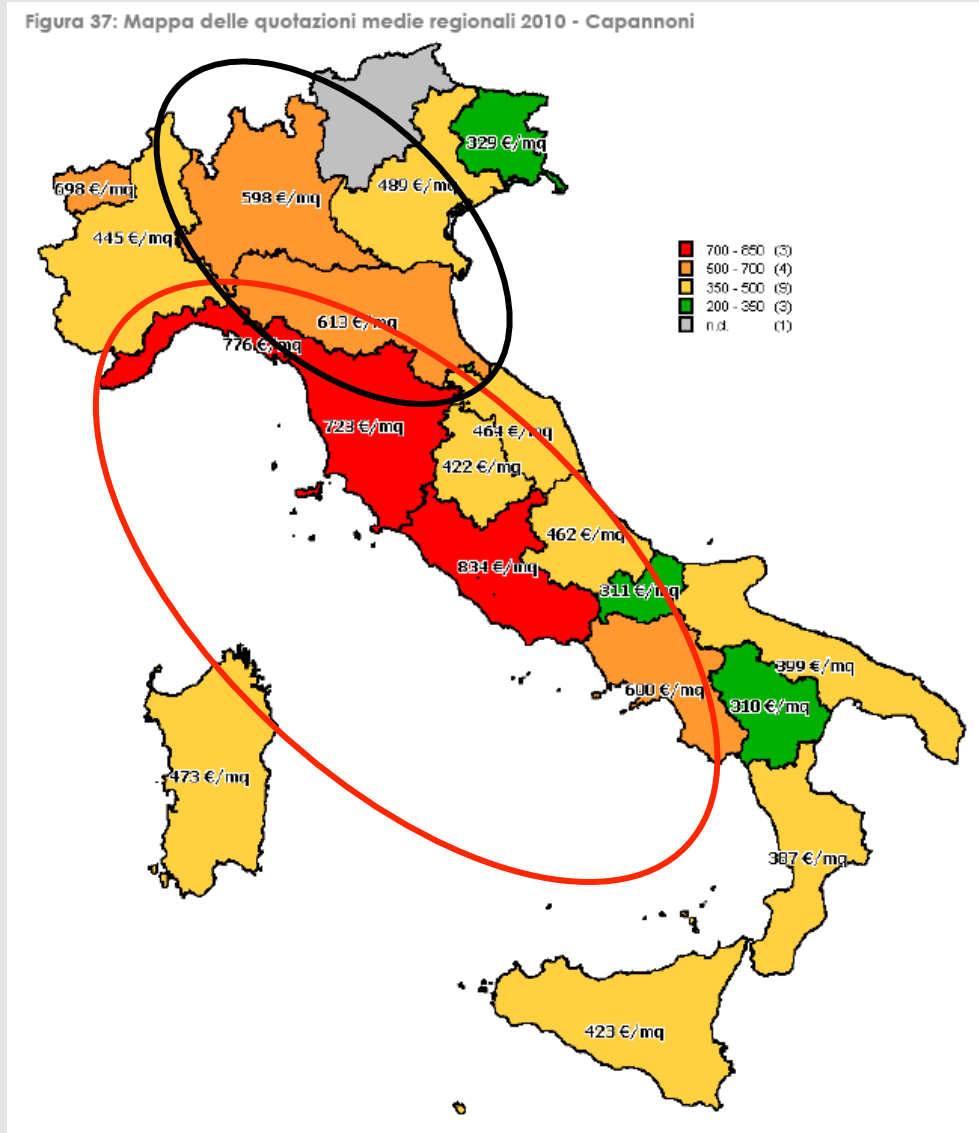 Figura 37: Mappa delle quotazioni medie regionali 2010 - Capannoni
329 €/mq
489 €/mq
698 €/mq
598 €/mq
445 €/mq
700 - 850 (3)
500 - 700 (4)
350 - 500 (9)
200 - 350 (3)
n.d. (1)
613 €/mq
776 €/mq
723 €/mq
464 €/mq
422 €/mq
462 €/mq
834 €/mq
311 €/mq
399 €/mq
600 €/mq
310 €/mq
473 €/mq
€/mq
423 €/mq